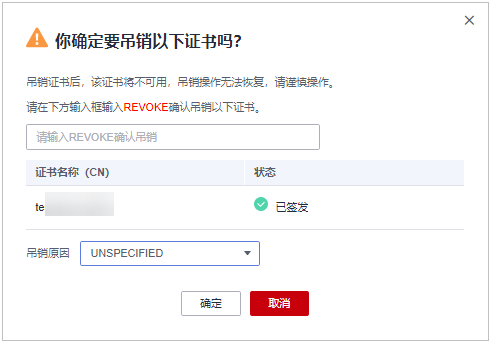 你确定要吊销以下证书吗？
吊销证书后，该证书将不可用，吊销操作无法恢复，请谨慎操作。
请在下方输入框输入REVOKE确认吊销以下证书。
请输入REVOKE确认吊销
证书名称（CN） 状态
te 已签发
吊销原因 UNSPECIFIED
确定 取消